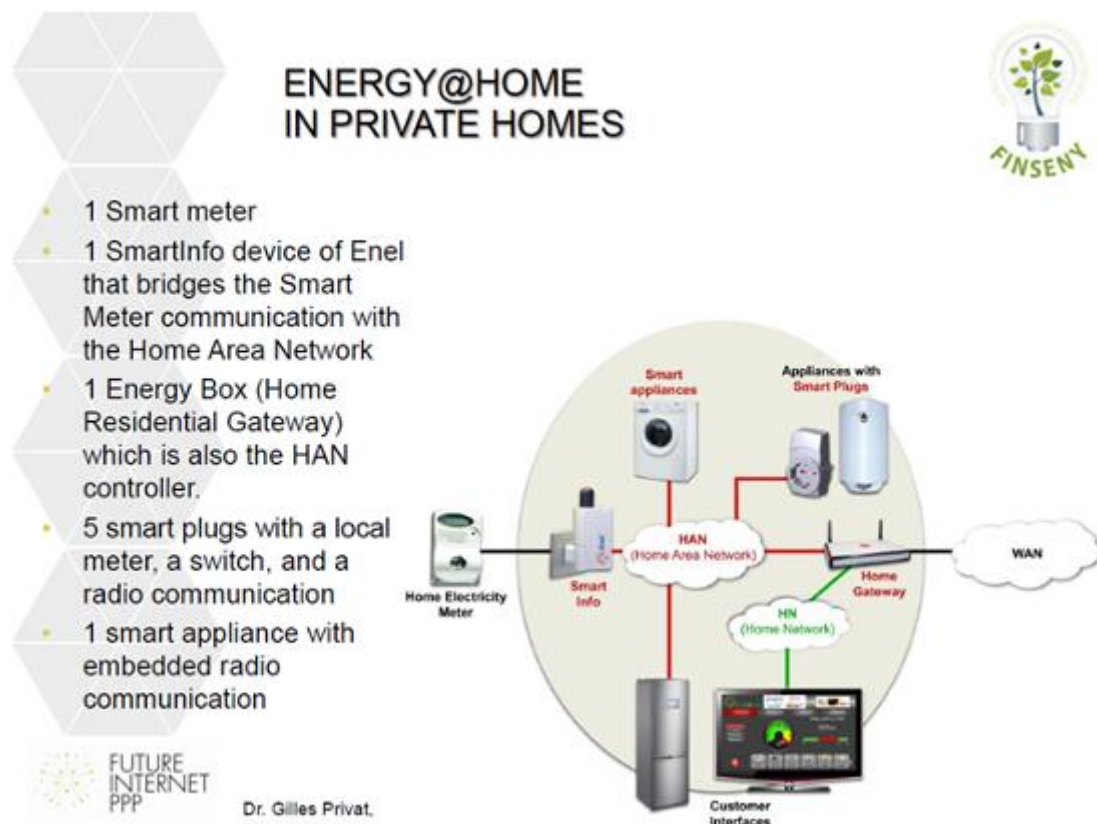 ENERGY@HOME
IN PRIVATE HOMES
FINSENY
• 1 Smart meter
• 1 SmartInfo device of Enel
that bridges the Smart
Meter communication with
the Home Area Network
• 1 Energy Box (Home
Residential Gateway)
which is also the HAN
controller.
• 5 smart plugs with a local
meter, a switch, and a
radio communication
• 1 smart appliance with
embedded radio
communication
Smart
appliances
Appliances with
Smart Plugs
Home Electricity
Meter
Smart
Info
HAN
(Home Area Network)
Home
Gateway
WAN
HN
(Home Network)
Customer
Interfaces
FUTURE
INTERNET
PPP
Dr. Gilles Privat,